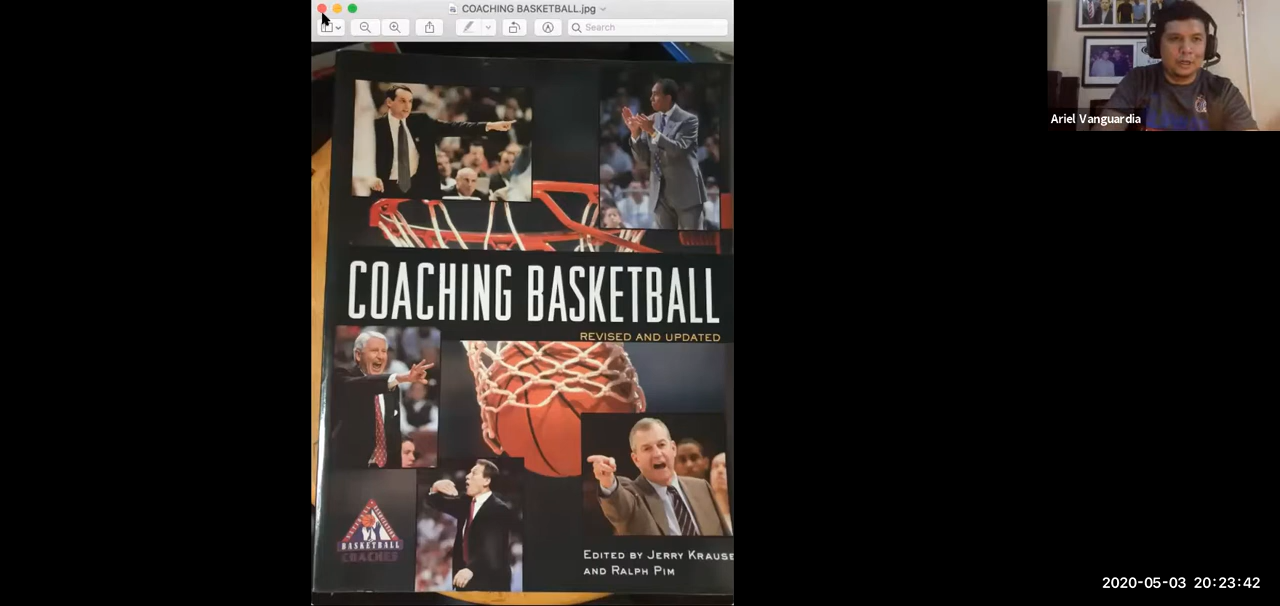 COACHING BASKETBALL.jpg
Search
Ariel Vanguardia
COACHING BASKETBALL
REVISED AND UPDATED
BASKETBALL
COACHES
EDITED BY JERRY KRAUSE
AND RALPH PIM
2020-05-03 20:23:42